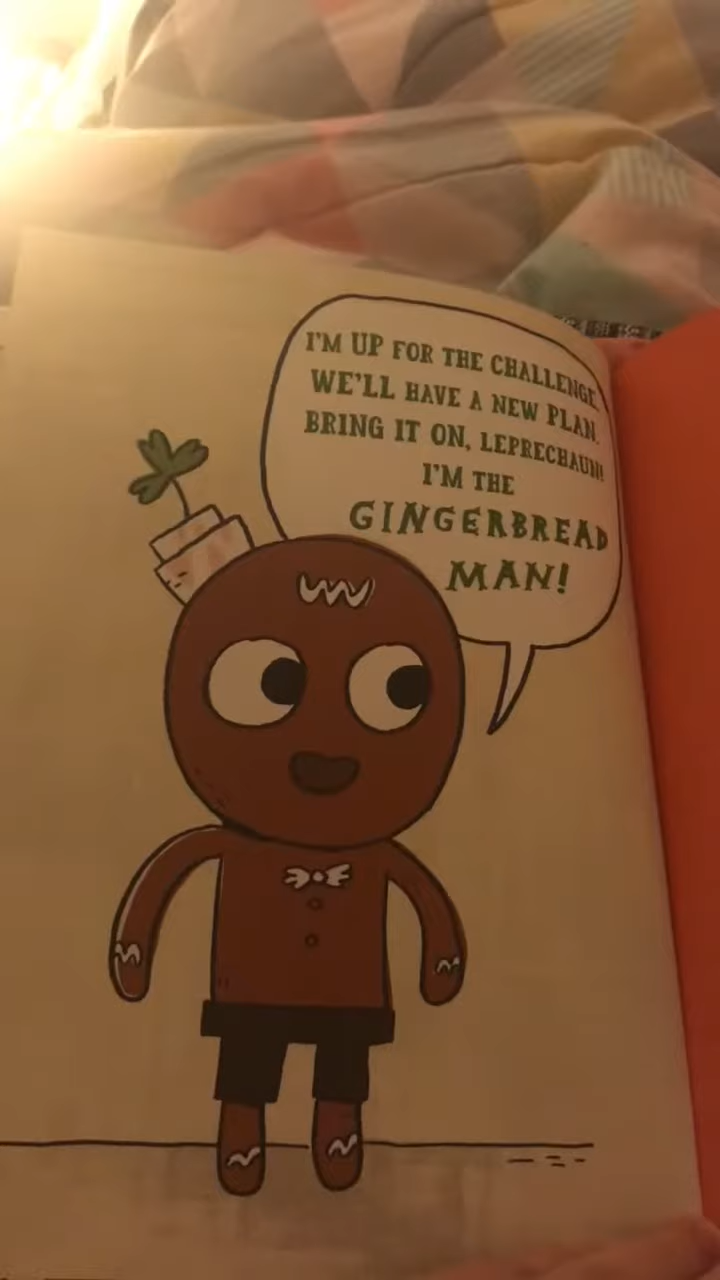 I'M UP FOR THE CHALLENGE.
WE'LL HAVE A NEW PLAN.
BRING IT ON, LEPRECHAUN!
I'M THE
GINGERBREAD
MAN!